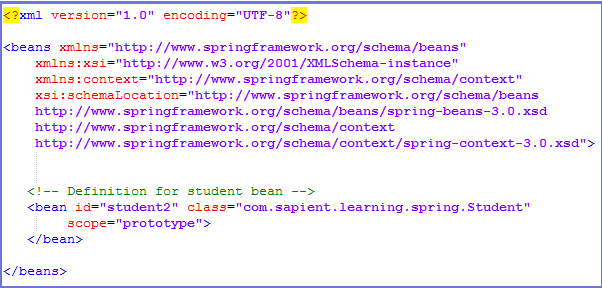 <?xml version="1.0" encoding="UTF-8"?>
<beans xmlns="http://www.springframework.org/schema/beans"
xmlns:xsi="http://www.w3.org/2001/XMLSchema-instance"
xmlns:context="http://www.springframework.org/schema/context"
xsi:schemaLocation="http://www.springframework.org/schema/beans
http://www.springframework.org/schema/beans/spring-beans-3.0.xsd
http://www.springframework.org/schema/context
http://www.springframework.org/schema/context/spring-context-3.0.xsd">
<!-- Definition for student bean -->
<bean id="student2" class="com.sapient.learning.spring.Student"
scope="prototype">
</bean>
</beans>